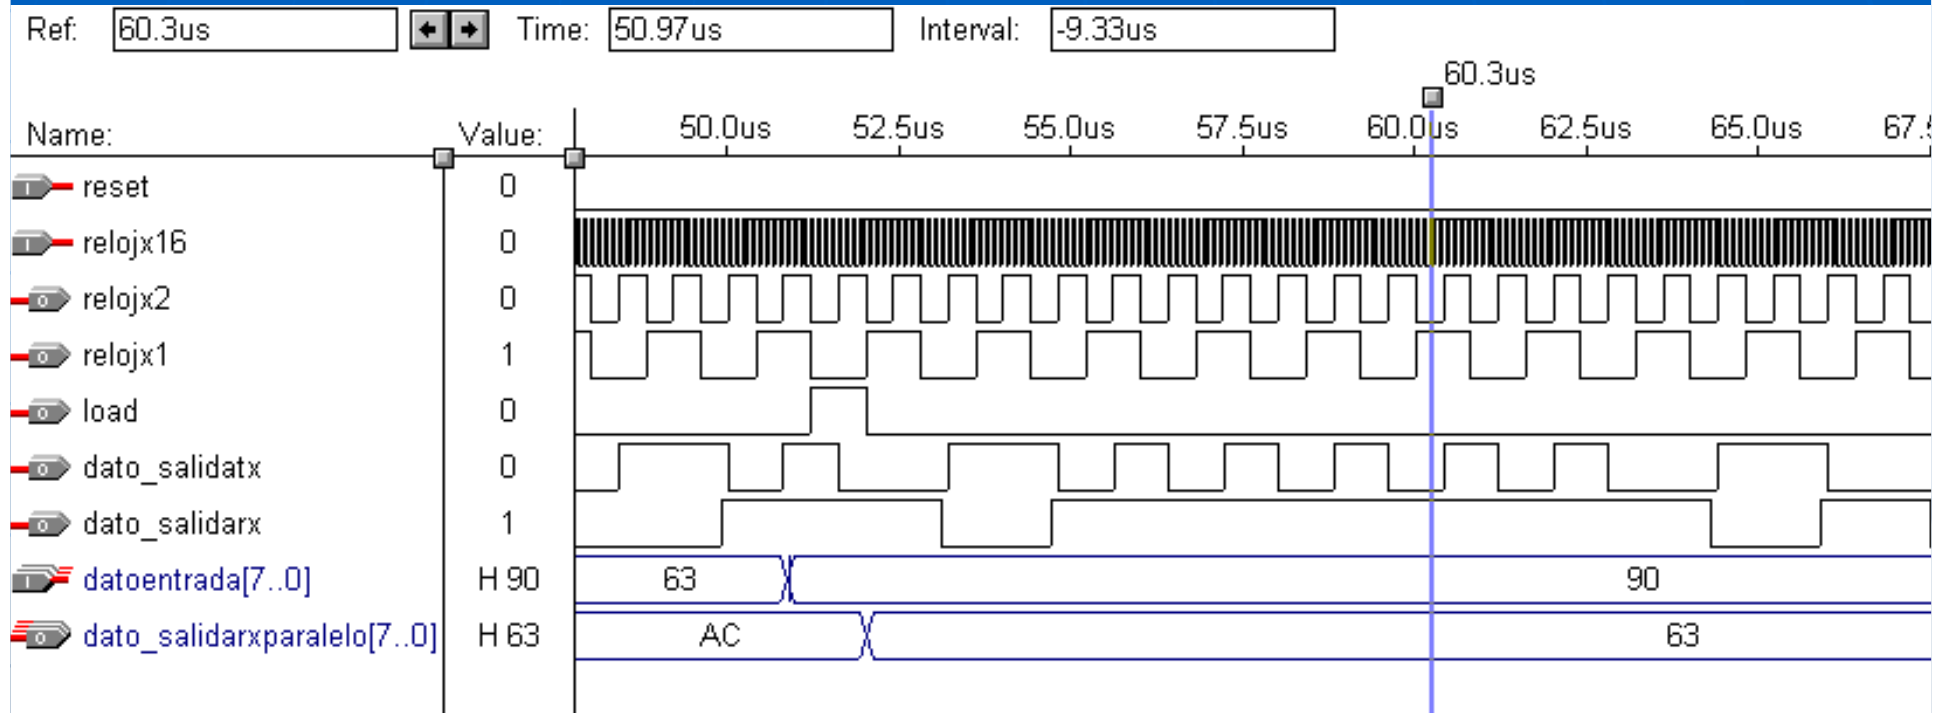 Ref: 60.3us Time: 50.97us Interval: -9.33us
60.3us
Name: Value: 50.0us 52.5us 55.0us 57.5us 60.0us 62.5us 65.0us 67.5
I reset 0
I relojx16 0
O relojx2 0
O relojx1 1
O load 0
O dato_salidatx 0
O dato_salidarx 1
I datoentrada[7..0] H 90 63 90
O dato_salidarxparalelo[7..0] H 63 AC 63